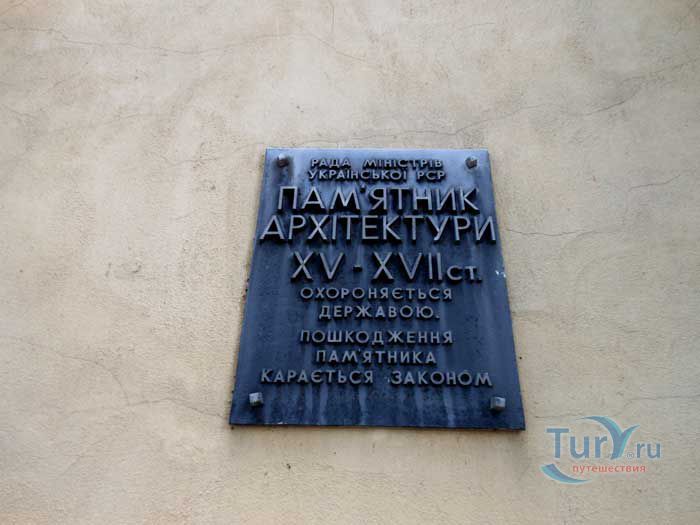 РАДА МІНІСТРІВ
УКРАЇНСЬКОЇ РСР
ПАМ'ЯТНИК
АРХІТЕКТУРИ
XV - XVII СТ.
ОХОРОНЯЄТЬСЯ
ДЕРЖАВОЮ.
ПОШКОДЖЕННЯ
ПАМ'ЯТНИКА
КАРАЄТЬСЯ ЗАКОНОМ
TurY.ru
путешествия